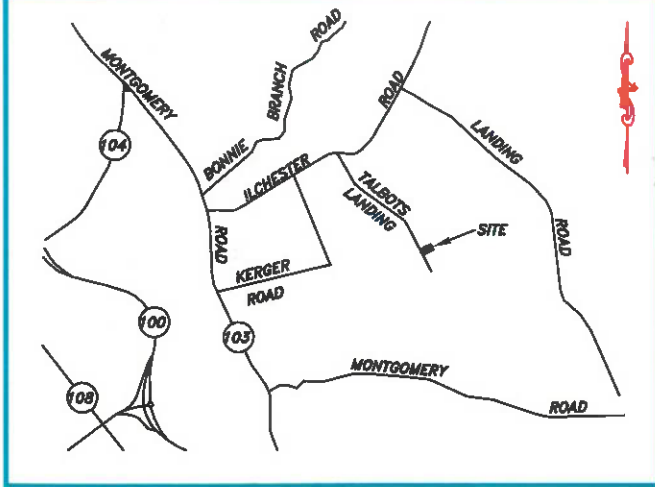 MONTGOMERY
ROAD
104
BONNIE
BRANCH
ROAD
ILCHESTER
ROAD
LANDING
ROAD
TALBOTS
LANDING
SITE
KERGER
ROAD
100
103
108
MONTGOMERY
ROAD